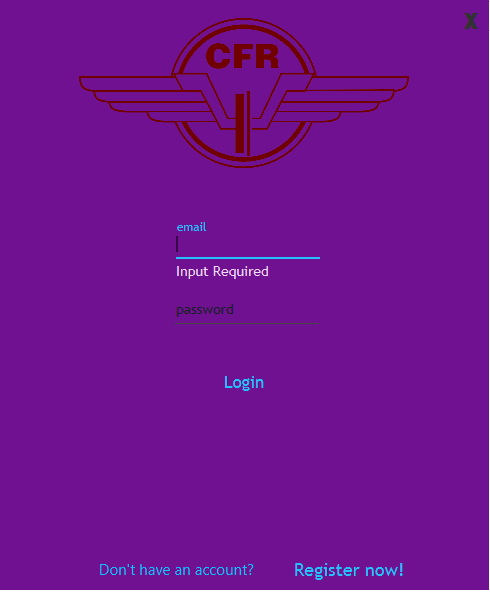 X
CFR
email
Input Required
password
Login
Don't have an account? Register now!